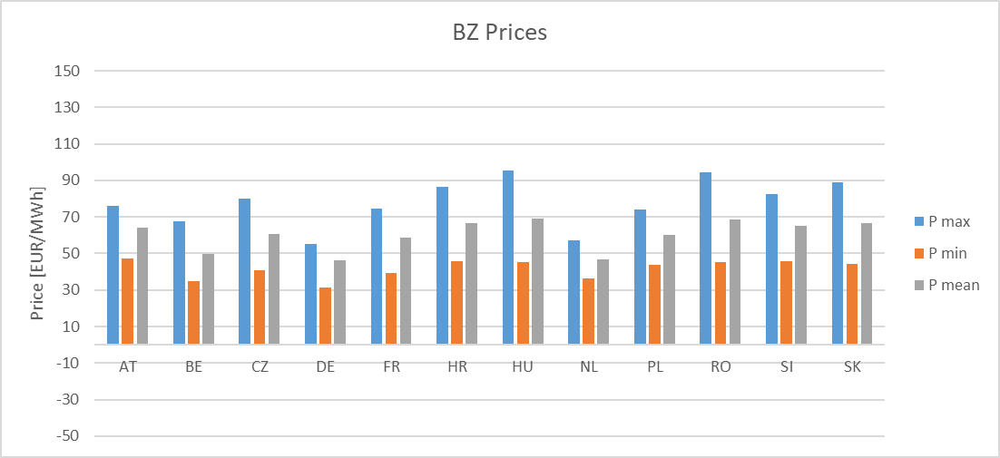 BZ Prices
Price [EUR/MWh]
150
130
110
90
70
50
30
10
-10
-30
-50
AT BE CZ DE FR HR HU NL PL RO SI SK
P max
P min
P mean